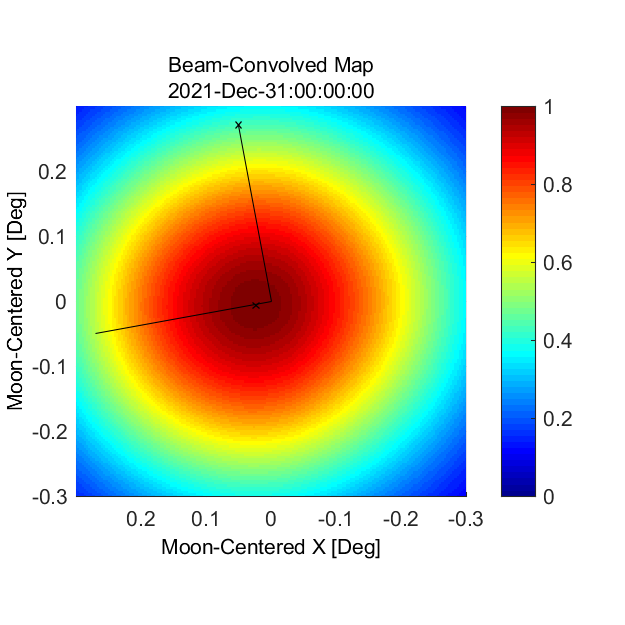 Beam-Convolved Map
2021-Dec-31:00:00:00
Moon-Centered Y [Deg]
0.2
0.1
0
-0.1
-0.2
-0.3
0.2 0.1 0 -0.1 -0.2 -0.3
Moon-Centered X [Deg]
1
0.8
0.6
0.4
0.2
0